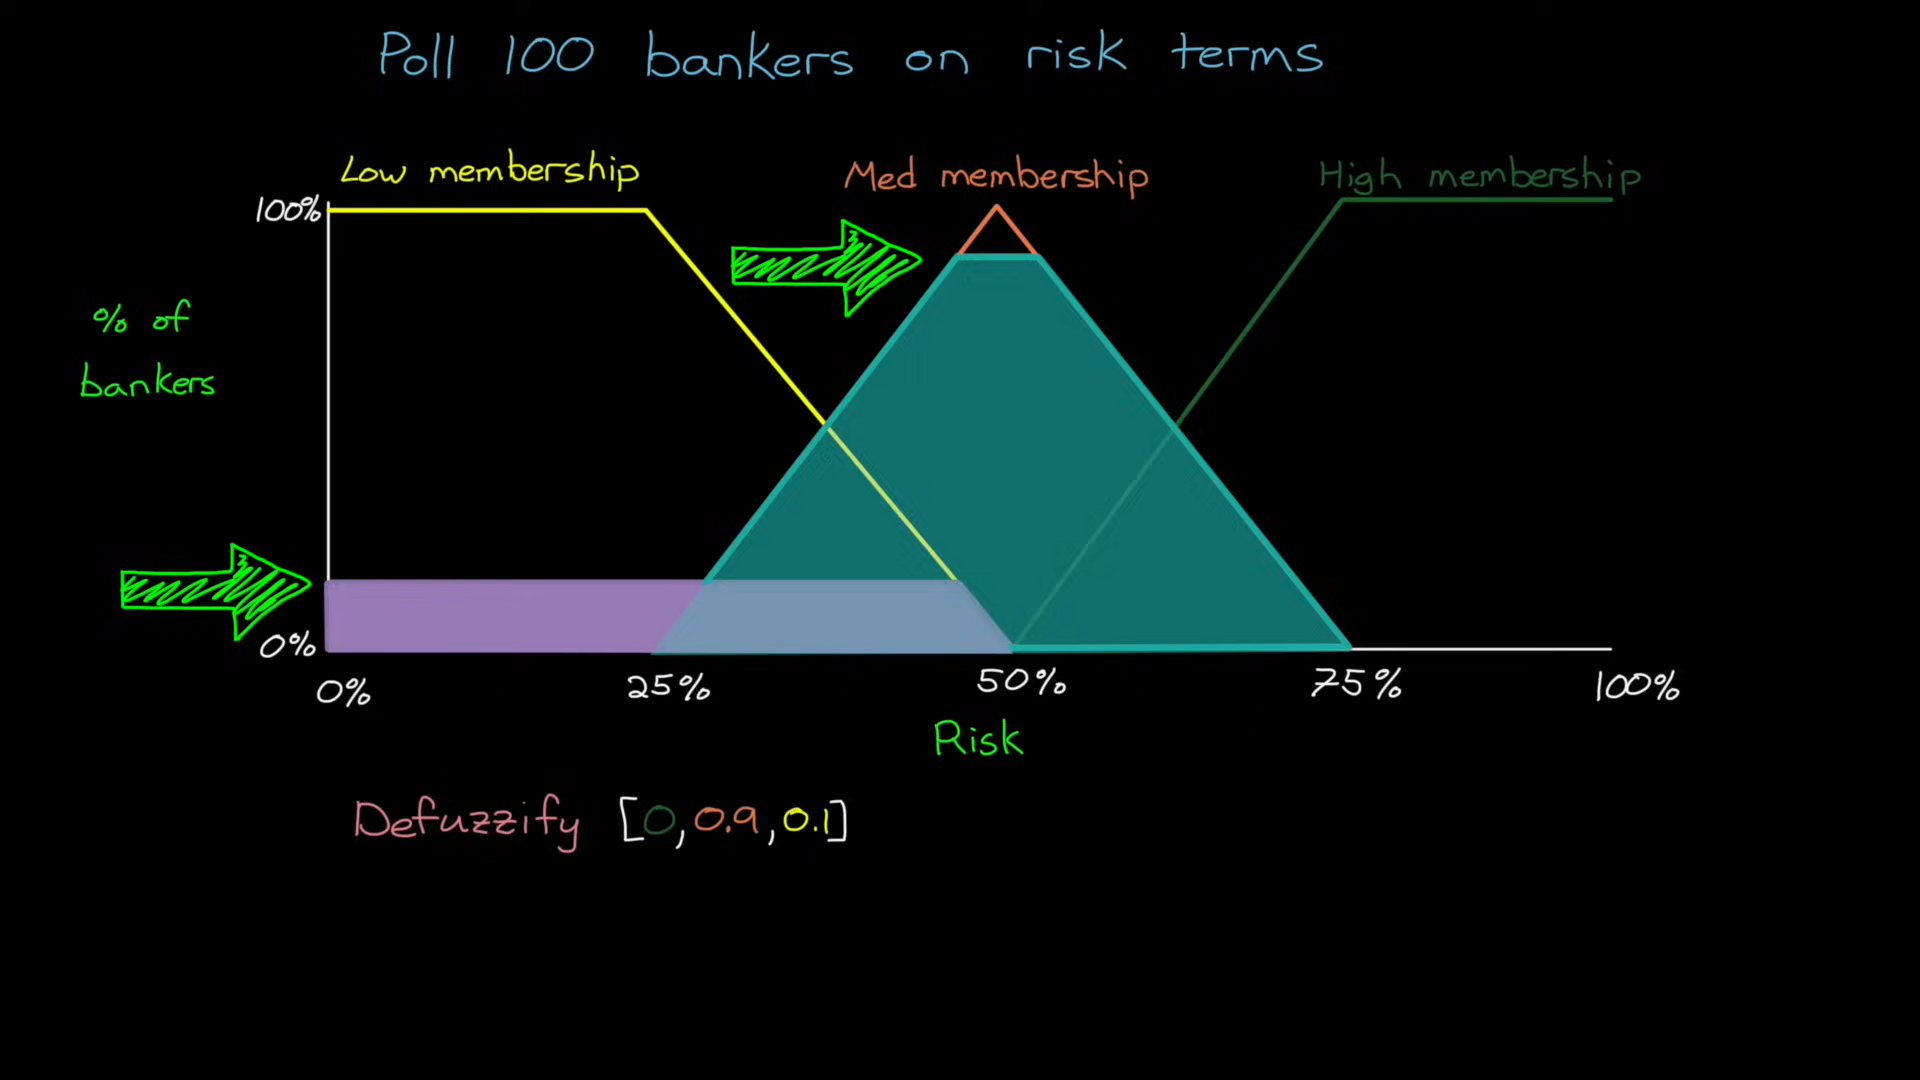 Poll 100 bankers on risk terms
Low membership
Med membership
High membership
100%
% of
bankers
0%
0%
25%
50%
75%
100%
Risk
Defuzzify [0, 0.9, 0.1]